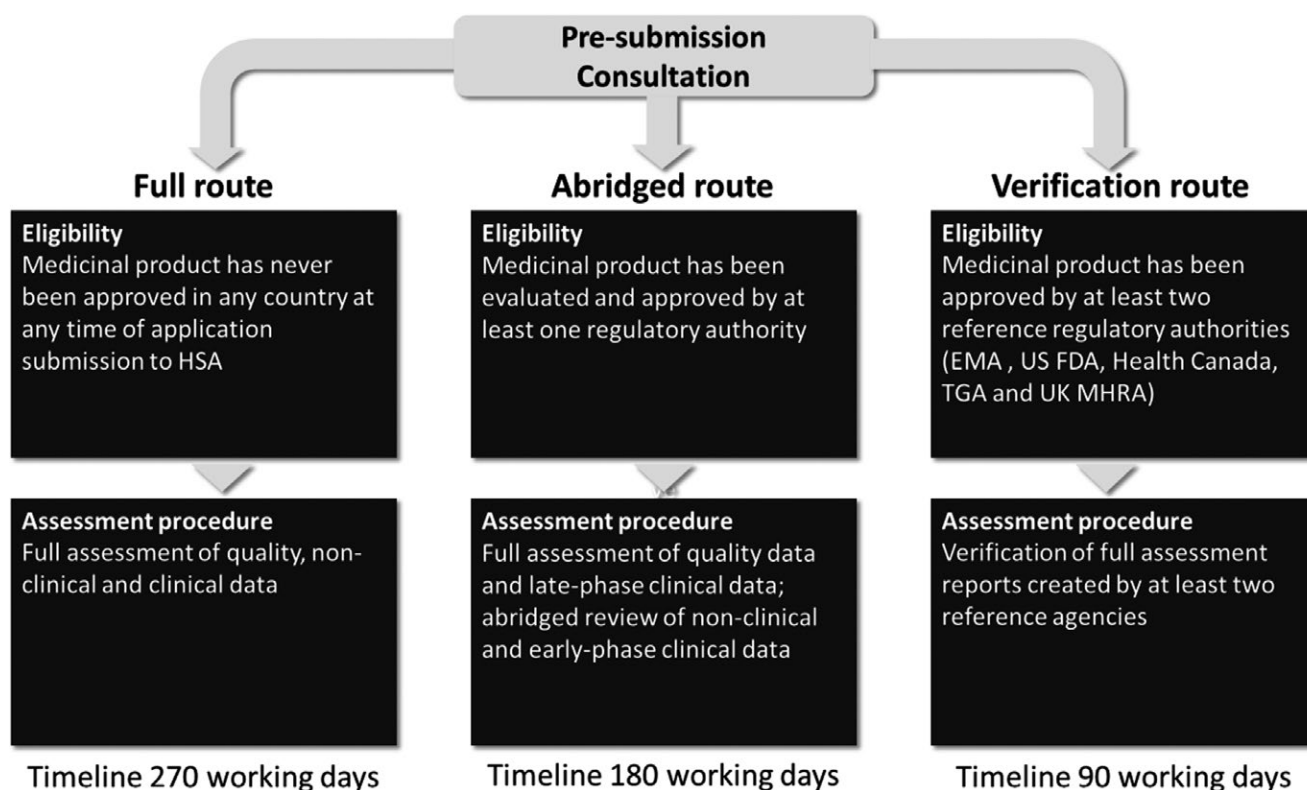 Pre-submission
Consultation
Full route
Eligibility
Medicinal product has never
been approved in any country at
any time of application
submission to HSA
Assessment procedure
Full assessment of quality, non-
clinical and clinical data
Timeline 270 working days
Abridged route
Eligibility
Medicinal product has been
evaluated and approved by at
least one regulatory authority
Assessment procedure
Full assessment of quality data
and late-phase clinical data;
abridged review of non-clinical
and early-phase clinical data
Timeline 180 working days
Verification route
Eligibility
Medicinal product has been
approved by at least two
reference regulatory authorities
(EMA , US FDA, Health Canada,
TGA and UK MHRA)
Assessment procedure
Verification of full assessment
reports created by at least two
reference agencies
Timeline 90 working days